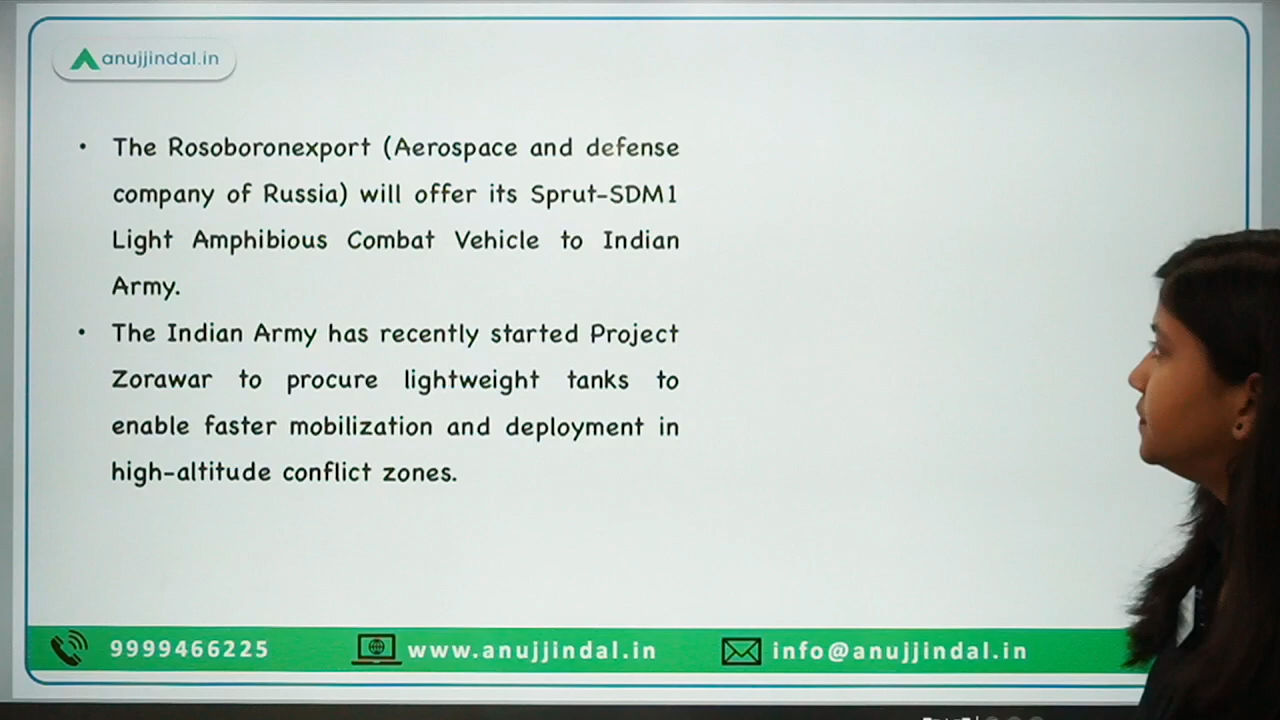 anujjindal.in
• The Rosoboronexport (Aerospace and defense
company of Russia) will offer its Sprut-SDM1
Light Amphibious Combat Vehicle to Indian
Army.
• The Indian Army has recently started Project
Zorawar to procure lightweight tanks to
enable faster mobilization and deployment in
high-altitude conflict zones.
9999466225 www.anujjindal.in info@anujjindal.in